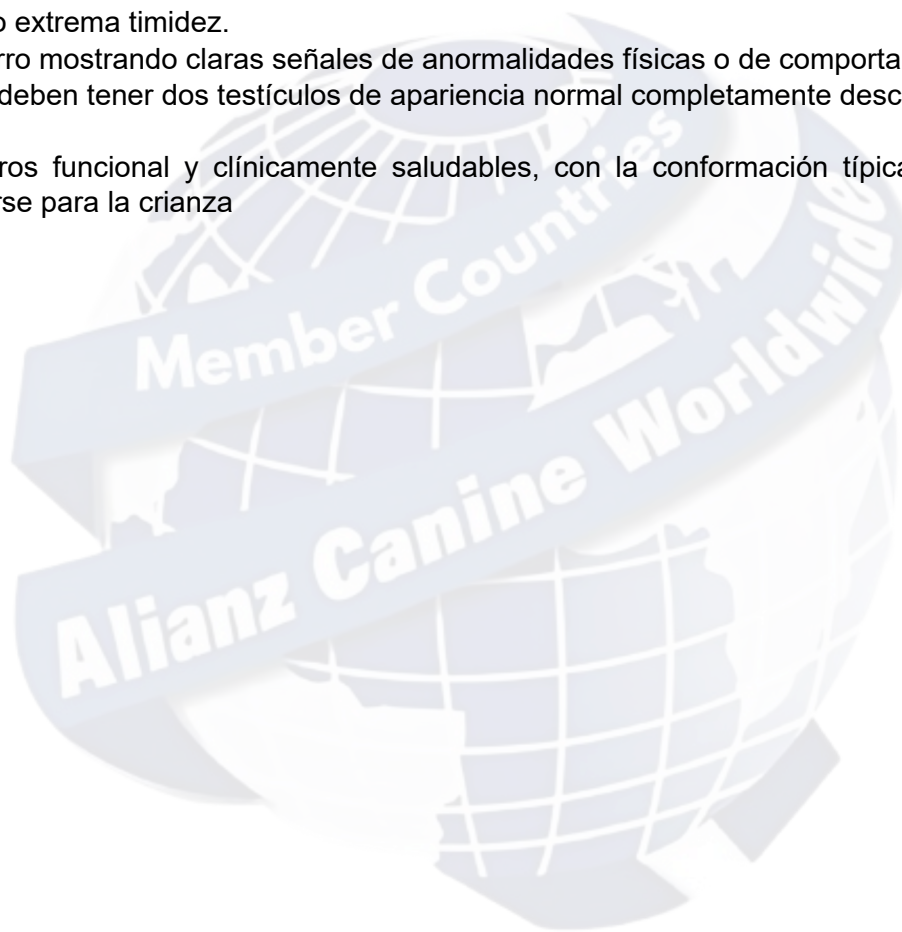 o extrema timidez.
rro mostrando claras señales de anormalidades físicas o de comporta
deben tener dos testículos de apariencia normal completamente desc
ros funcional y clínicamente saludables, con la conformación típica
rse para la crianza
Member Countries
Alianz Canine Worldwide